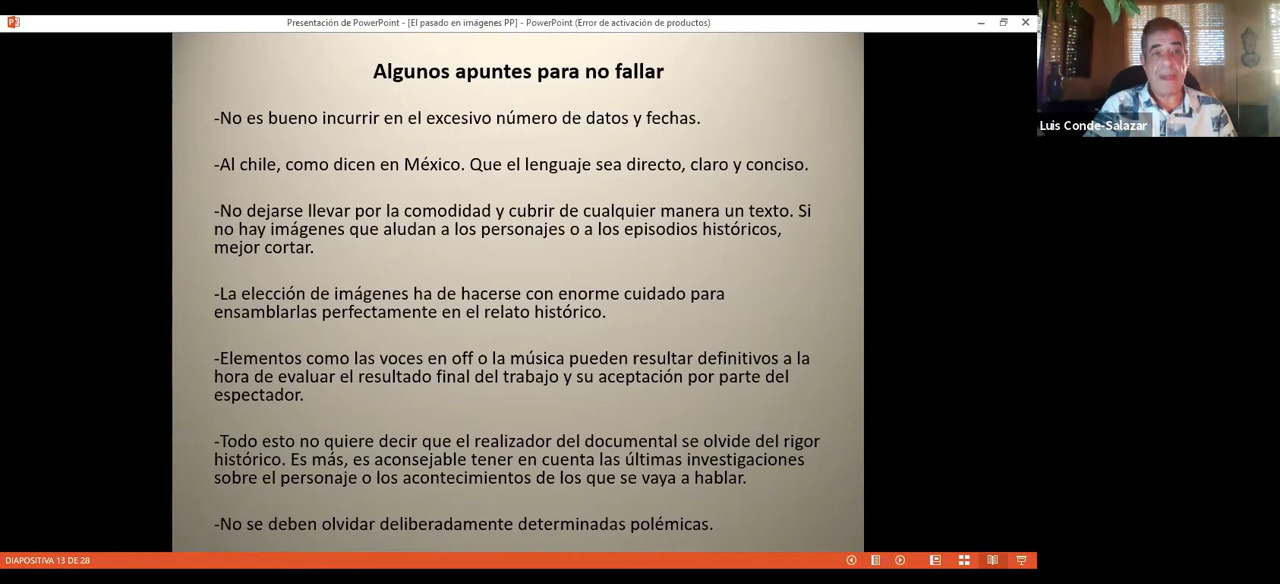 Presentación de PowerPoint - [El pasado en imágenes PP] - PowerPoint (Error de activación de productos)
Algunos apuntes para no fallar
-No es bueno incurrir en el excesivo número de datos y fechas.
-Al chile, como dicen en México. Que el lenguaje sea directo, claro y conciso.
-No dejarse llevar por la comodidad y cubrir de cualquier manera un texto. Si
no hay imágenes que aludan a los personajes o a los episodios históricos,
mejor cortar.
-La elección de imágenes ha de hacerse con enorme cuidado para
ensamblarlas perfectamente en el relato histórico.
-Elementos como las voces en off o la música pueden resultar definitivos a la
hora de evaluar el resultado final del trabajo y su aceptación por parte del
espectador.
-Todo esto no quiere decir que el realizador del documental se olvide del rigor
histórico. Es más, es aconsejable tener en cuenta las últimas investigaciones
sobre el personaje o los acontecimientos de los que se vaya a hablar.
-No se deben olvidar deliberadamente determinadas polémicas.
Luis Conde-Salazar
DIAPOSITIVA 13 DE 28